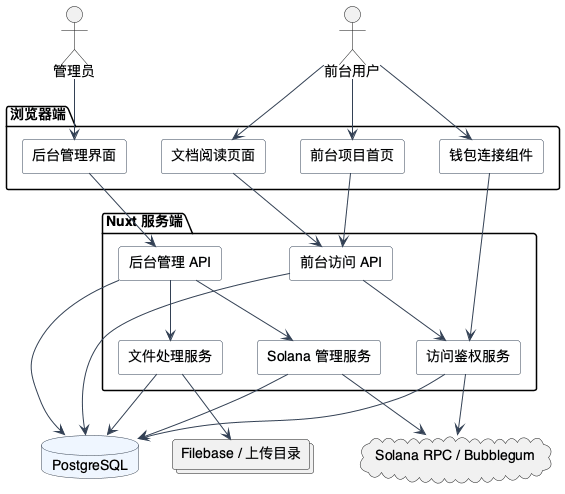 管理员
前台用户
浏览器端
后台管理界面
文档阅读页面
前台项目首页
钱包连接组件
Nuxt 服务端
后台管理 API
前台访问 API
文件处理服务
Solana 管理服务
访问鉴权服务
PostgreSQL
Filebase / 上传目录
Solana RPC / Bubblegum